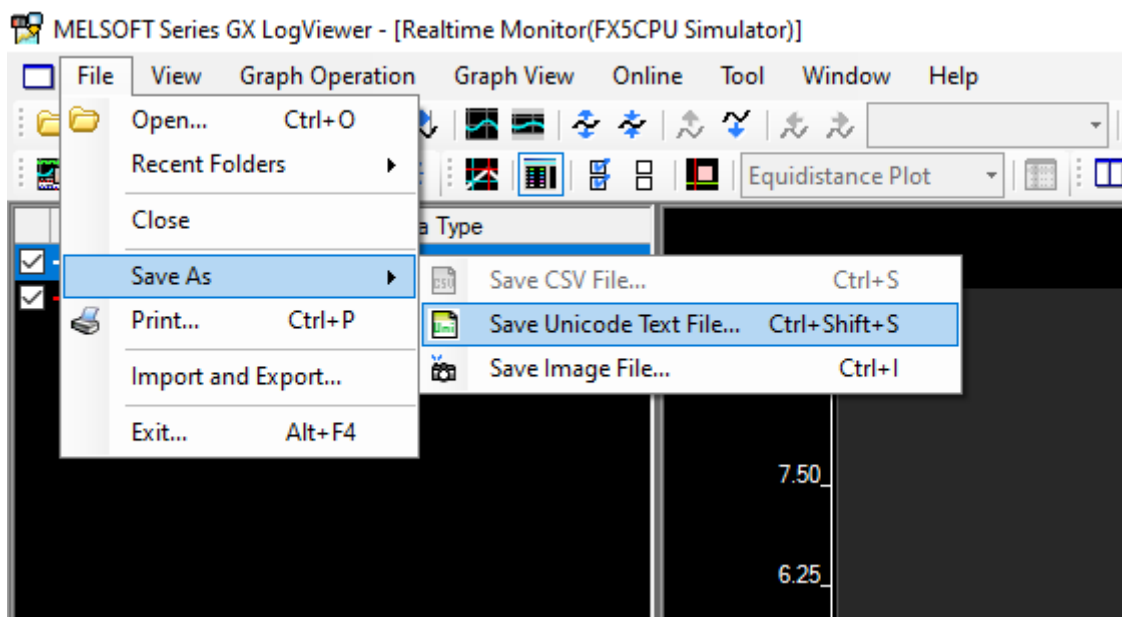 MELSOFT Series GX LogViewer - [Realtime Monitor(FX5CPU Simulator)]
File View Graph Operation Graph View Online Tool Window Help
Open... Ctrl+O
Recent Folders
Equidistance Plot
Close
a Type
Save As
Save CSV File... Ctrl+S
Print... Ctrl+P
Save Unicode Text File... Ctrl+Shift+S
Import and Export...
Save Image File... Ctrl+I
Exit... Alt+F4
7.50
6.25